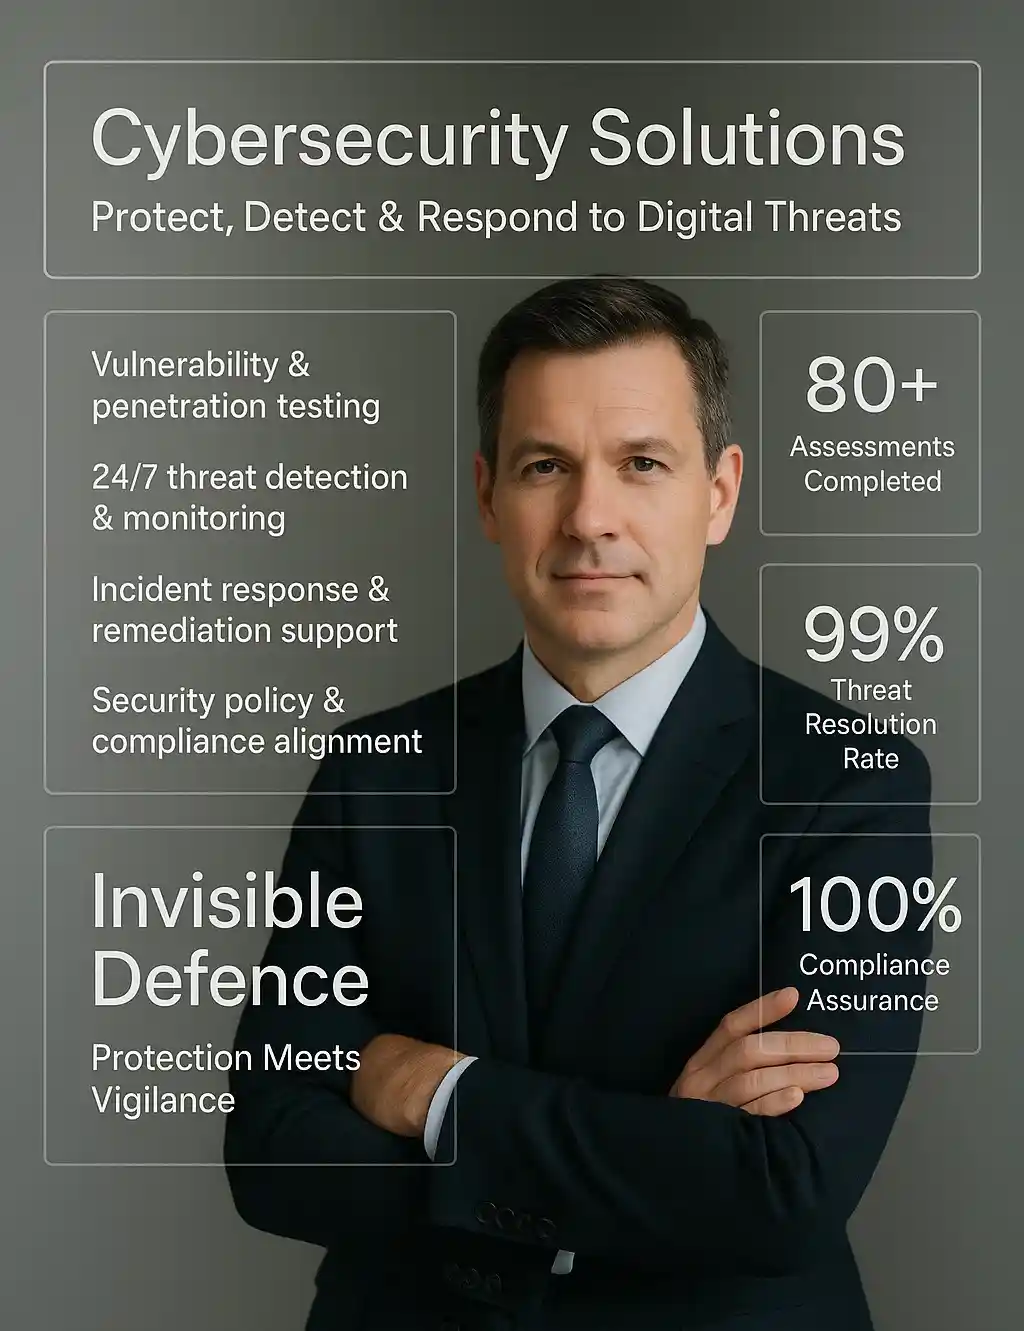 Cybersecurity Solutions
Protect, Detect & Respond to Digital Threats
Vulnerability &
penetration testing
24/7 threat detection
& monitoring
Incident response &
remediation support
Security policy &
compliance alignment
Invisible
Defence
Protection Meets
Vigilance
80+
Assessments
Completed
99%
Threat
Resolution
Rate
100%
Compliance
Assurance